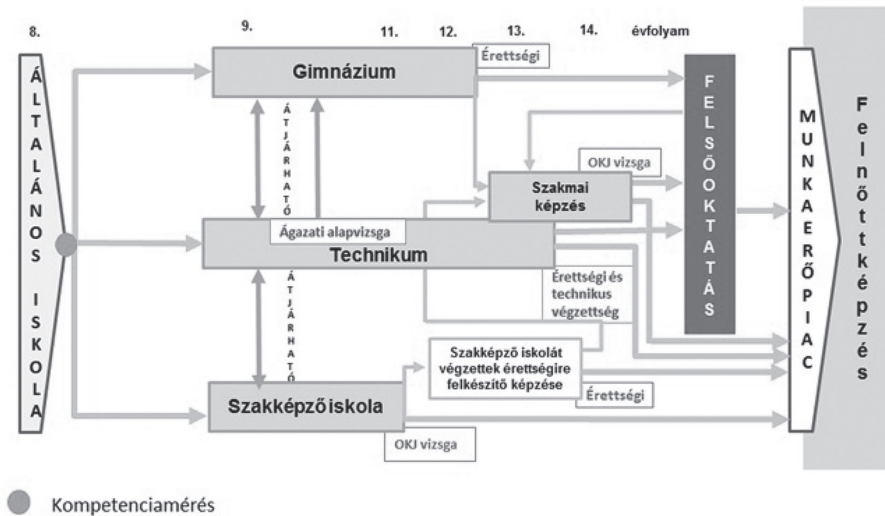 8. 9. 11. 12. 13. 14. évfolyam
ÁLTALÁNOS ISKOLA
Gimnázium
Érettségi
ÁTJÁRHATÓ
OKJ vizsga
Szakmai
képzés
Ágazati alapvizsga
Technikum
ÁTJÁRHATÓ
Érettségi és
technikus
végzettség
Szakképző iskolát
végzettek érettségire
felkészítő képzése
Érettségi
Szakképző iskola
OKJ vizsga
FELSŐOKTATÁS
MUNKAERŐPIAC
Felnőttképzés
Kompetenciamérés